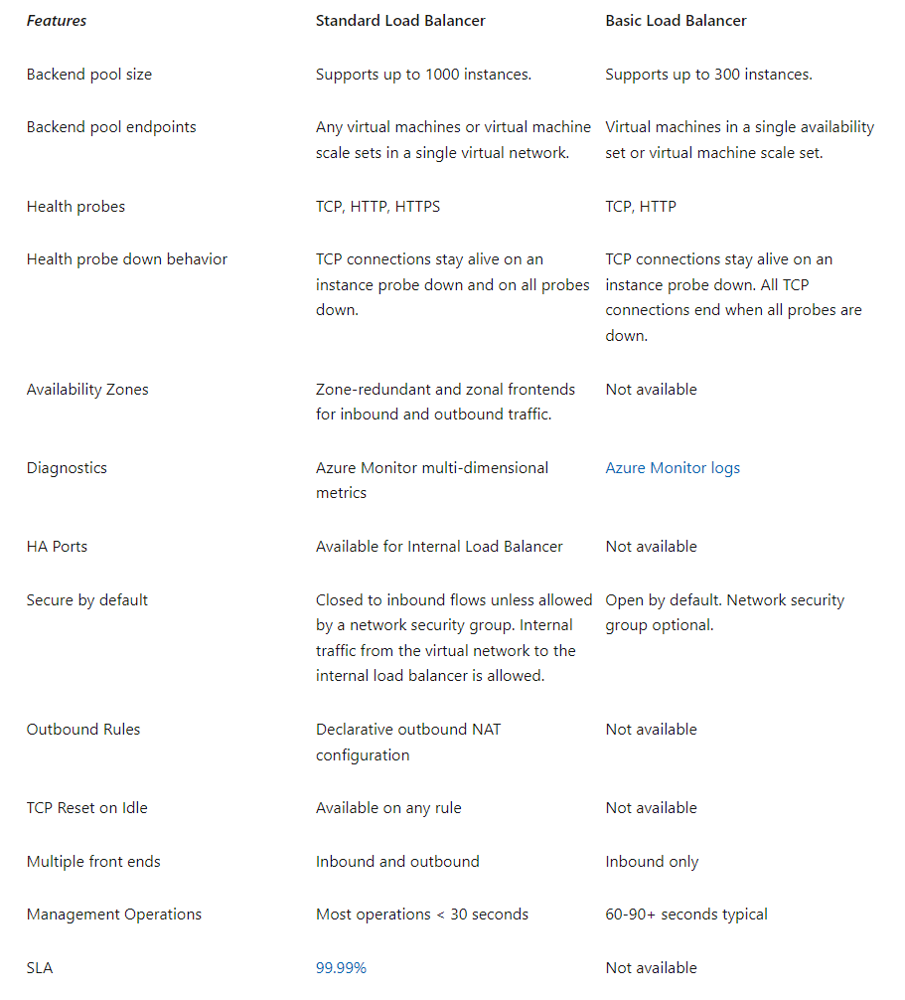 Features Standard Load Balancer Basic Load Balancer
Backend pool size Supports up to 1000 instances. Supports up to 300 instances.
Backend pool endpoints Any virtual machines or virtual machine Virtual machines in a single availability
scale sets in a single virtual network. set or virtual machine scale set.
Health probes TCP, HTTP, HTTPS TCP, HTTP
Health probe down behavior TCP connections stay alive on an TCP connections stay alive on an
instance probe down and on all probes instance probe down. All TCP
down. connections end when all probes are
down.
Availability Zones Zone-redundant and zonal frontends Not available
for inbound and outbound traffic.
Diagnostics Azure Monitor multi-dimensional Azure Monitor logs
metrics
HA Ports Available for Internal Load Balancer Not available
Secure by default Closed to inbound flows unless allowed Open by default. Network security
by a network security group. Internal group optional.
traffic from the virtual network to the
internal load balancer is allowed.
Outbound Rules Declarative outbound NAT Not available
configuration
TCP Reset on Idle Available on any rule Not available
Multiple front ends Inbound and outbound Inbound only
Management Operations Most operations < 30 seconds 60-90+ seconds typical
SLA 99.99% Not available